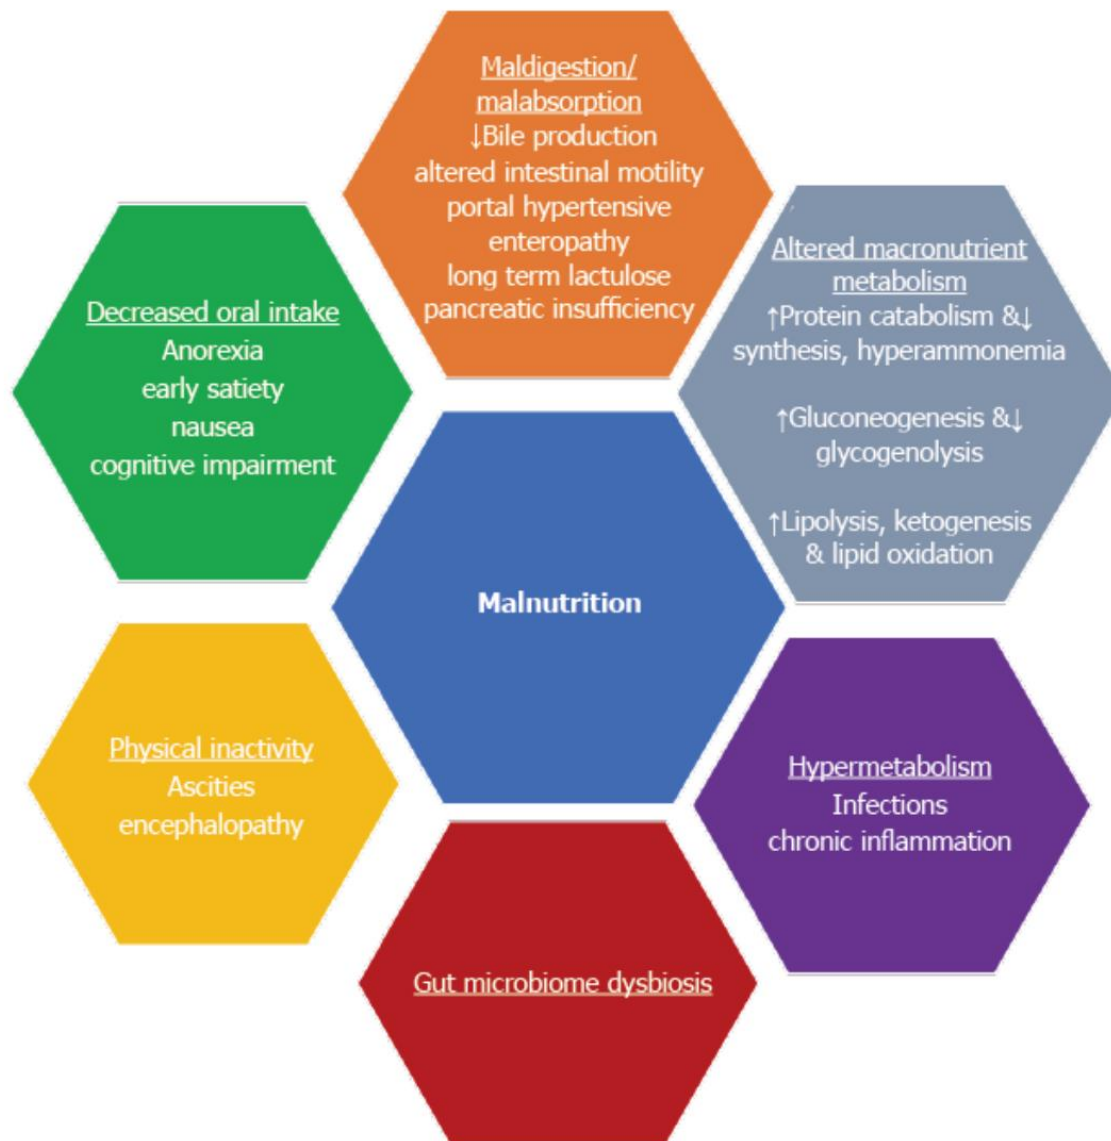 Maldigestion/
malabsorption
↓Bile production
altered intestinal motility
portal hypertensive
enteropathy
long term lactulose
pancreatic insufficiency
Altered macronutrient
metabolism
↑Protein catabolism &↓
synthesis, hyperammonemia
↑Gluconeogenesis &↓
glycogenolysis
↑Lipolysis, ketogenesis
& lipid oxidation
Decreased oral intake
Anorexia
early satiety
nausea
cognitive impairment
Malnutrition
Physical inactivity
Ascities
encephalopathy
Hypermetabolism
Infections
chronic inflammation
Gut microbiome dysbiosis